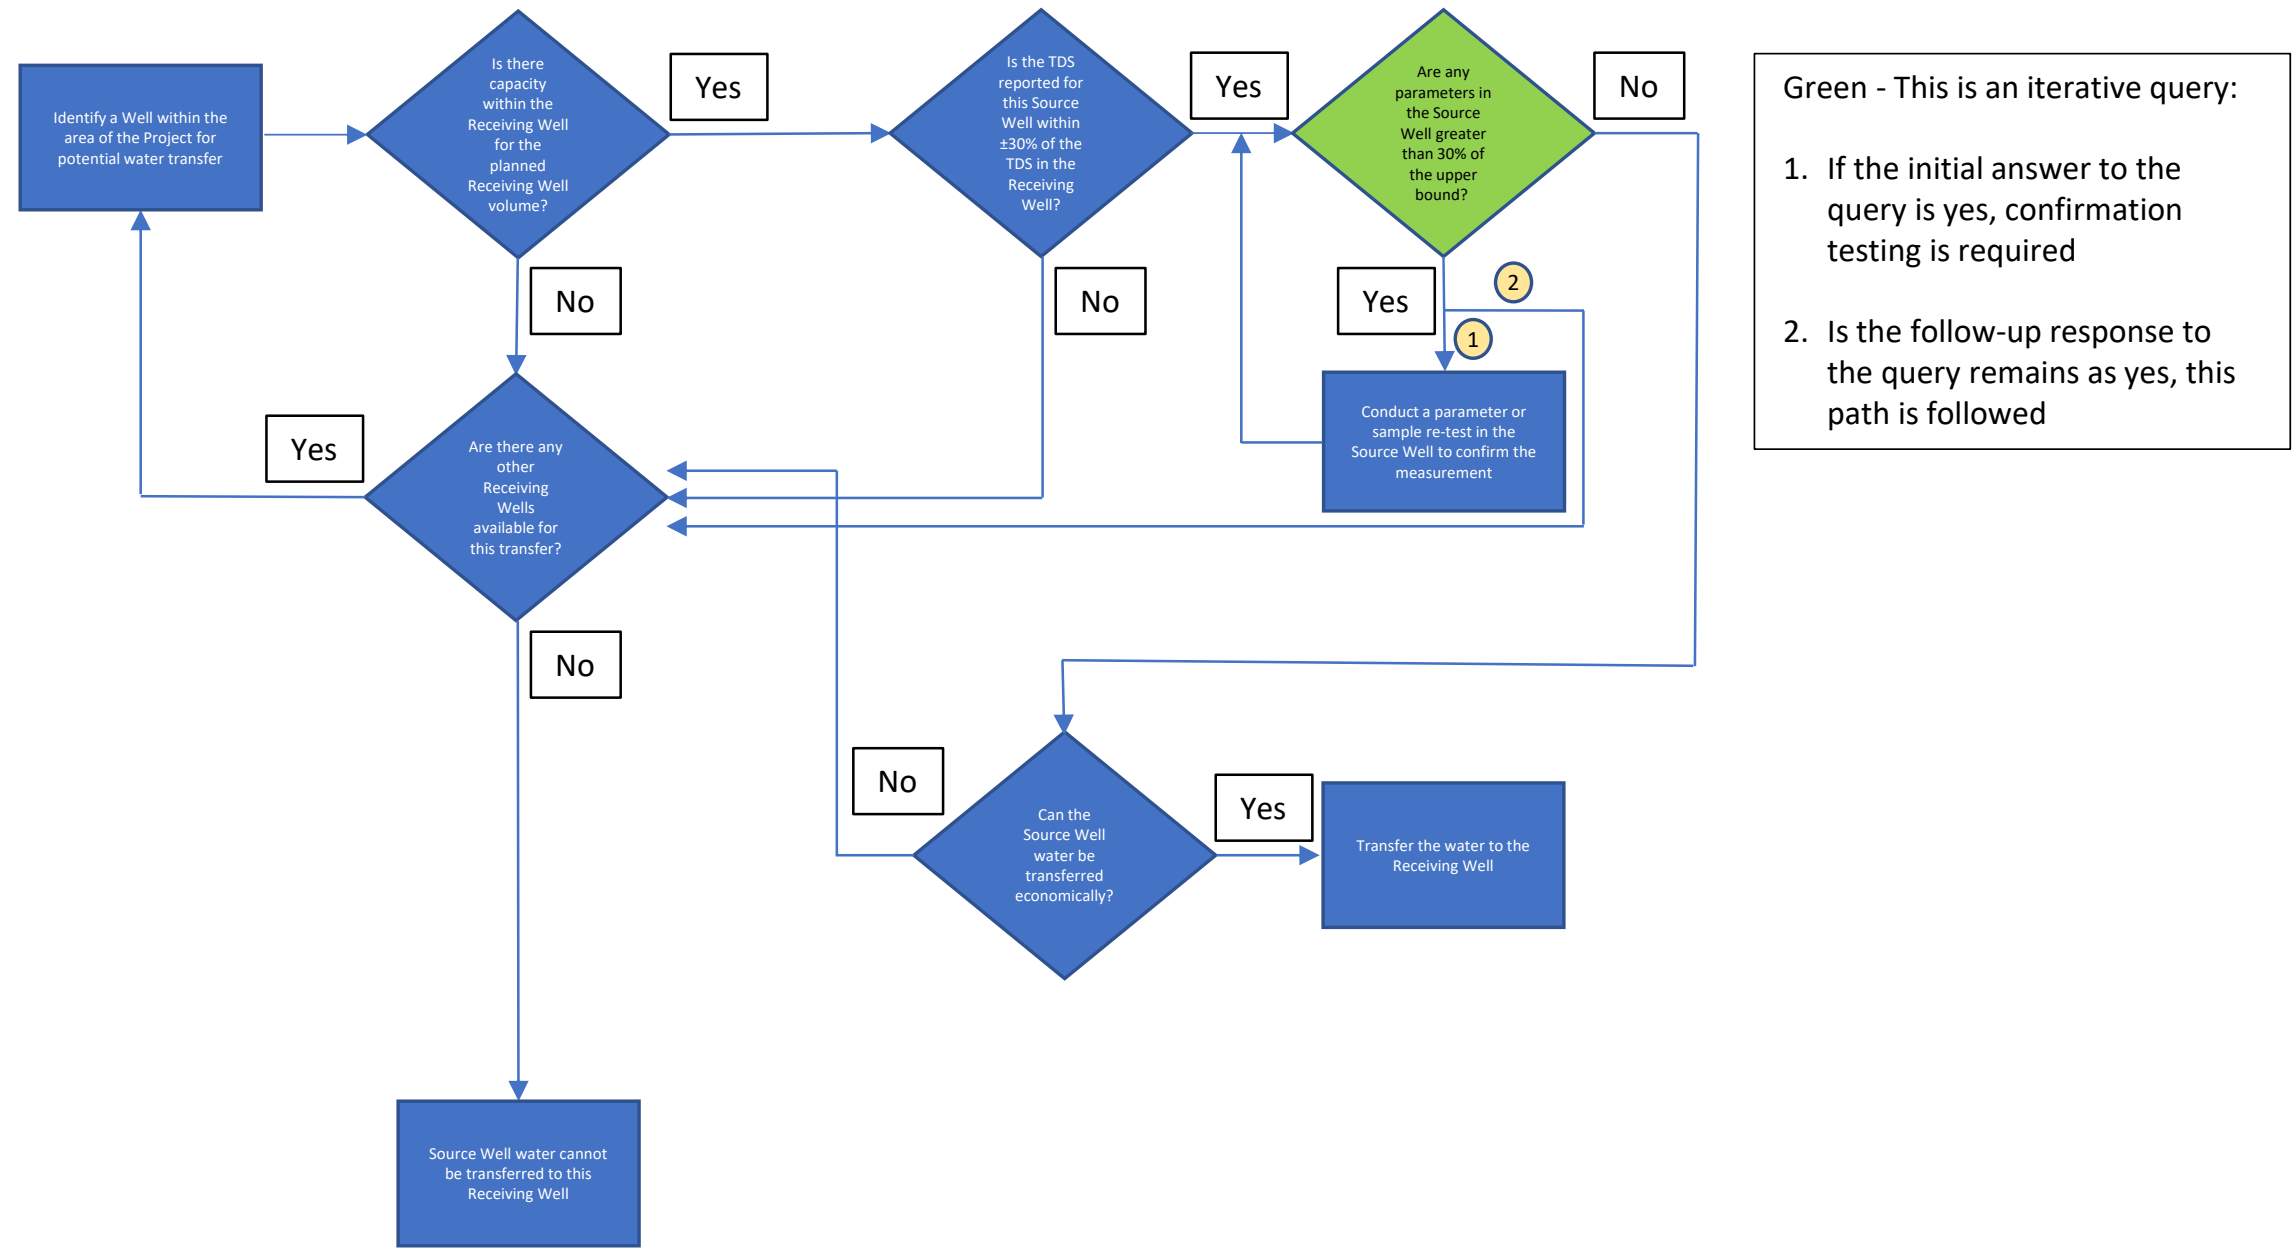 Identify a Well within the
area of the Project for
potential water transfer
Is there
capacity
within the
Receiving Well
for the
planned
Receiving Well
volume?
Yes
Is the TDS
reported for
this Source
Well within
±30% of the
TDS in the
Receiving
Well?
Yes
Are any
parameters in
the Source
Well greater
than 30% of
the upper
bound?
No
Green - This is an iterative query:
1. If the initial answer to the
query is yes, confirmation
testing is required
2. Is the follow-up response to
the query remains as yes, this
path is followed
No
No
Yes
2
1
Conduct a parameter or
sample re-test in the
Source Well to confirm the
measurement
Yes
Are there any
other
Receiving
Wells
available for
this transfer?
No
No
Can the
Source Well
water be
transferred
economically?
Yes
Transfer the water to the
Receiving Well
Source Well water cannot
be transferred to this
Receiving Well